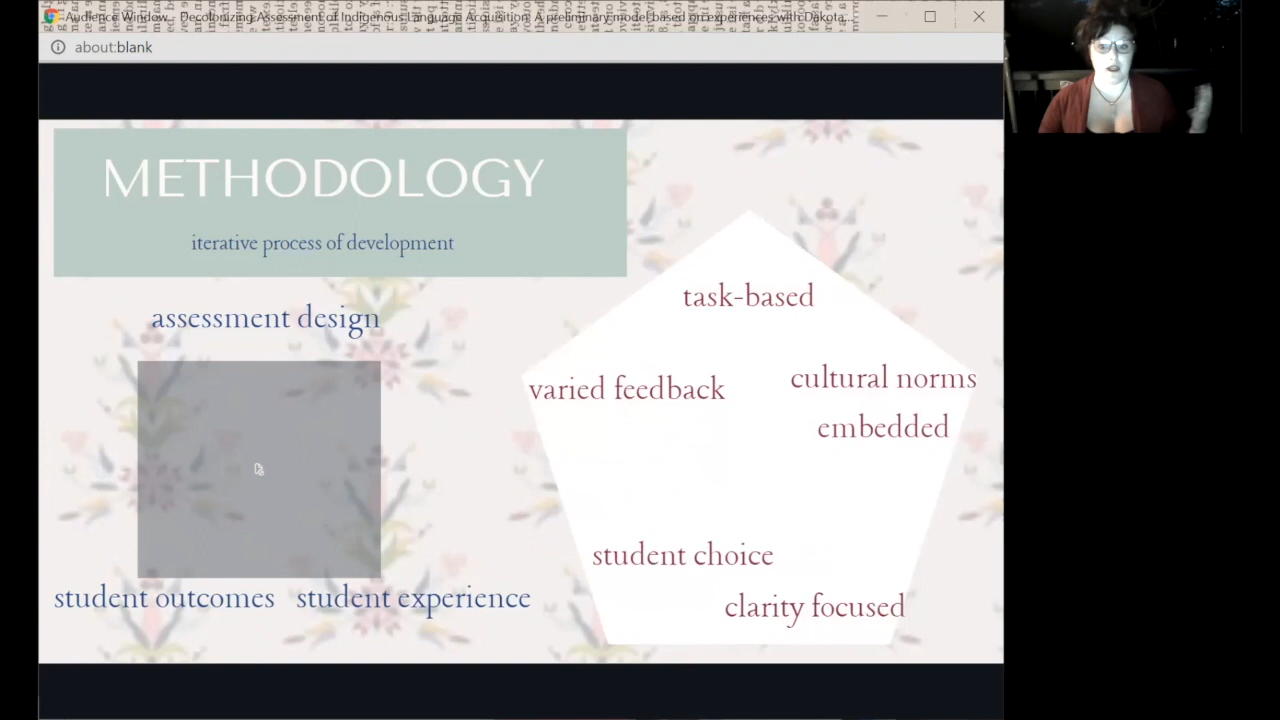 Audience Window... Decolonizing Assessment of Indigenous Language Acquisition: A preliminary model based on experiences with Dakota,...
about:blank
METHODOLOGY
iterative process of development
assessment design
student outcomes
student experience
task-based
varied feedback
cultural norms
embedded
student choice
clarity focused